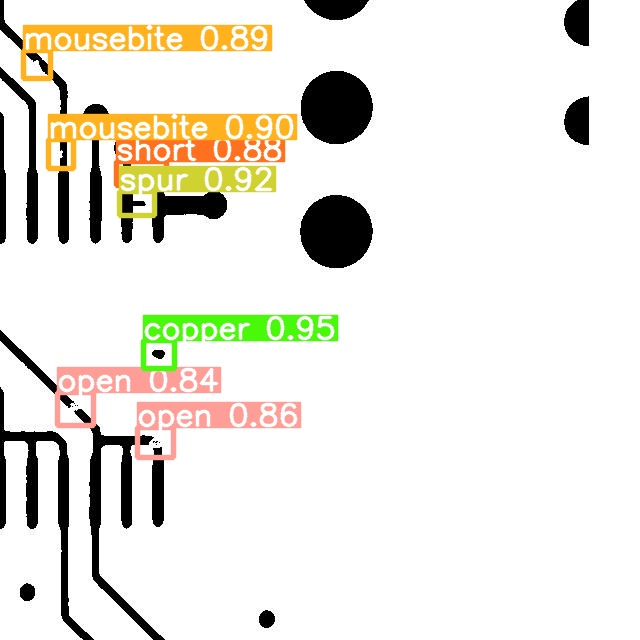 mousebite 0.89
mousebite 0.90
short 0.88
spur 0.92
copper 0.95
open 0.84
open 0.86